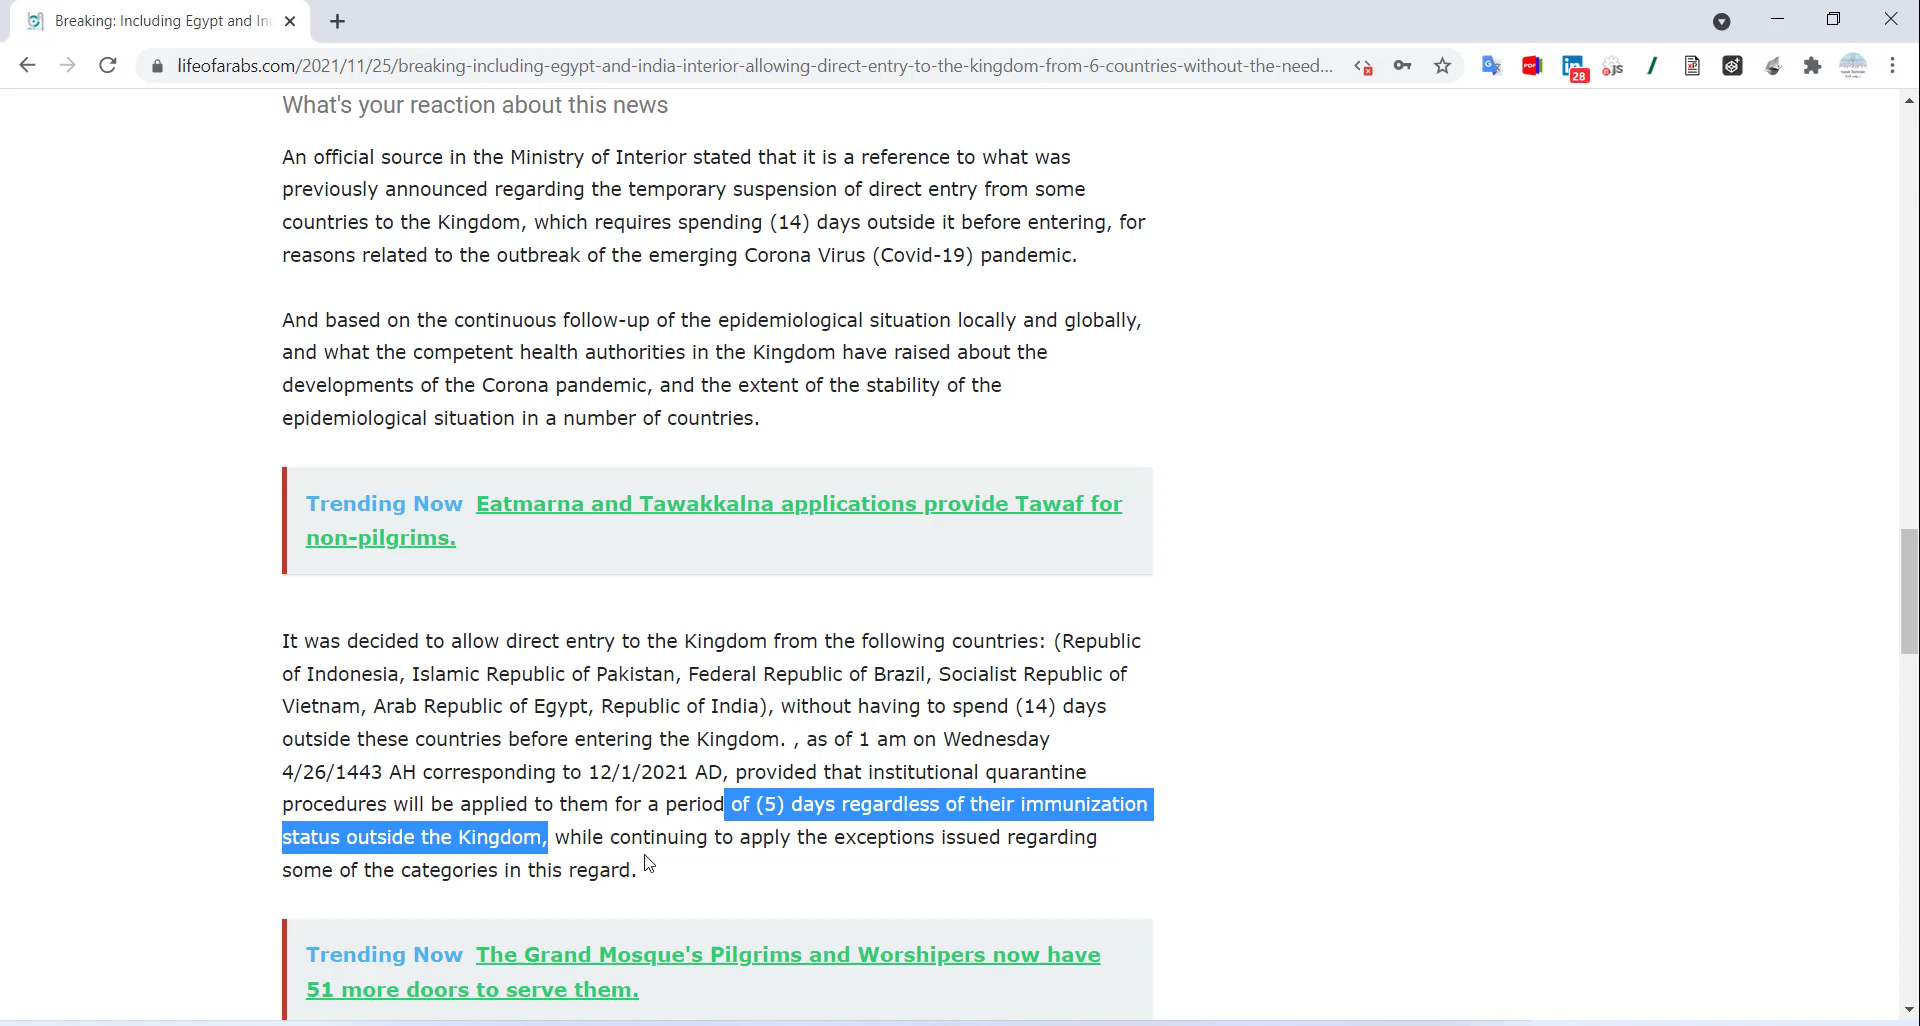 Breaking: Including Egypt and In
lifeofarabs.com/2021/11/25/breaking-including-egypt-and-india-interior-allowing-direct-entry-to-the-kingdom-from-6-countries-without-the-need...
PDF
in
28
JS
What's your reaction about this news
An official source in the Ministry of Interior stated that it is a reference to what was
previously announced regarding the temporary suspension of direct entry from some
countries to the Kingdom, which requires spending (14) days outside it before entering, for
reasons related to the outbreak of the emerging Corona Virus (Covid-19) pandemic.
And based on the continuous follow-up of the epidemiological situation locally and globally,
and what the competent health authorities in the Kingdom have raised about the
developments of the Corona pandemic, and the extent of the stability of the
epidemiological situation in a number of countries.
Trending Now Eatmarna and Tawakkalna applications provide Tawaf for
non-pilgrims.
It was decided to allow direct entry to the Kingdom from the following countries: (Republic
of Indonesia, Islamic Republic of Pakistan, Federal Republic of Brazil, Socialist Republic of
Vietnam, Arab Republic of Egypt, Republic of India), without having to spend (14) days
outside these countries before entering the Kingdom. , as of 1 am on Wednesday
4/26/1443 AH corresponding to 12/1/2021 AD, provided that institutional quarantine
procedures will be applied to them for a period of (5) days regardless of their immunization
status outside the Kingdom, while continuing to apply the exceptions issued regarding
some of the categories in this regard.
Trending Now The Grand Mosque's Pilgrims and Worshipers now have
51 more doors to serve them.